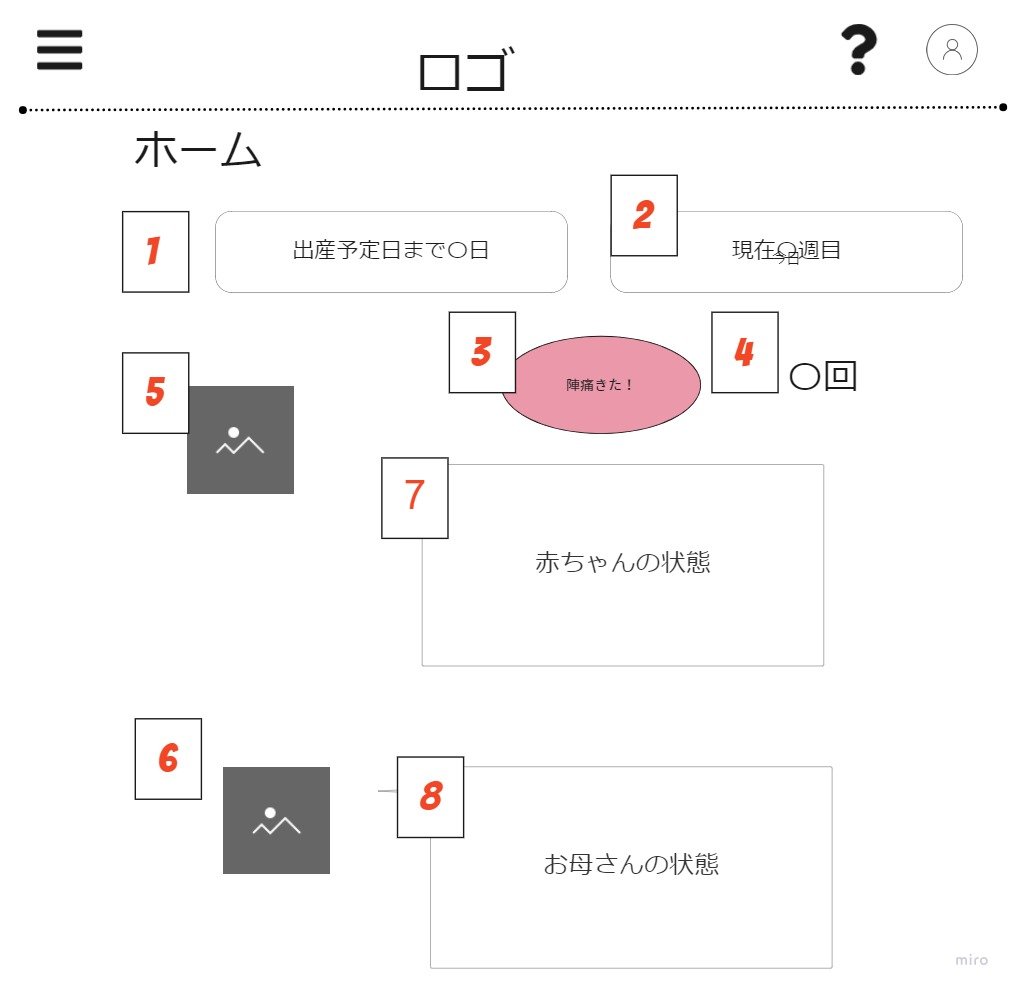 ロゴ
ホーム
1
出産予定日まで〇日
2
現在〇週目
今日
3
陣痛きた！
4
〇回
5
7
赤ちゃんの状態
6
8
お母さんの状態
miro